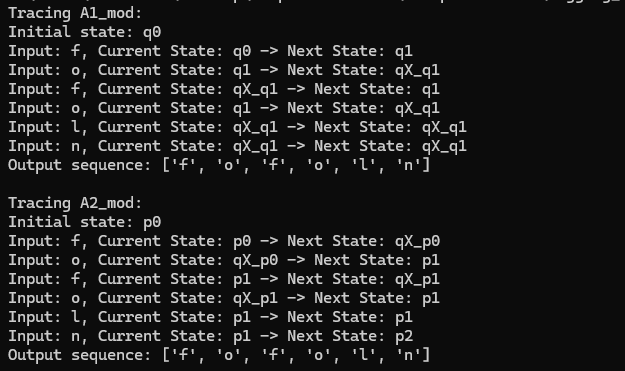 Tracing A1_mod:
Initial state: q0
Input: f, Current State: q0 -> Next State: q1
Input: o, Current State: q1 -> Next State: qX_q1
Input: f, Current State: qX_q1 -> Next State: q1
Input: o, Current State: q1 -> Next State: qX_q1
Input: l, Current State: qX_q1 -> Next State: qX_q1
Input: n, Current State: qX_q1 -> Next State: qX_q1
Output sequence: ['f', 'o', 'f', 'o', 'l', 'n']
Tracing A2_mod:
Initial state: p0
Input: f, Current State: p0 -> Next State: qX_p0
Input: o, Current State: qX_p0 -> Next State: p1
Input: f, Current State: p1 -> Next State: qX_p1
Input: o, Current State: qX_p1 -> Next State: p1
Input: l, Current State: p1 -> Next State: p1
Input: n, Current State: p1 -> Next State: p2
Output sequence: ['f', 'o', 'f', 'o', 'l', 'n']